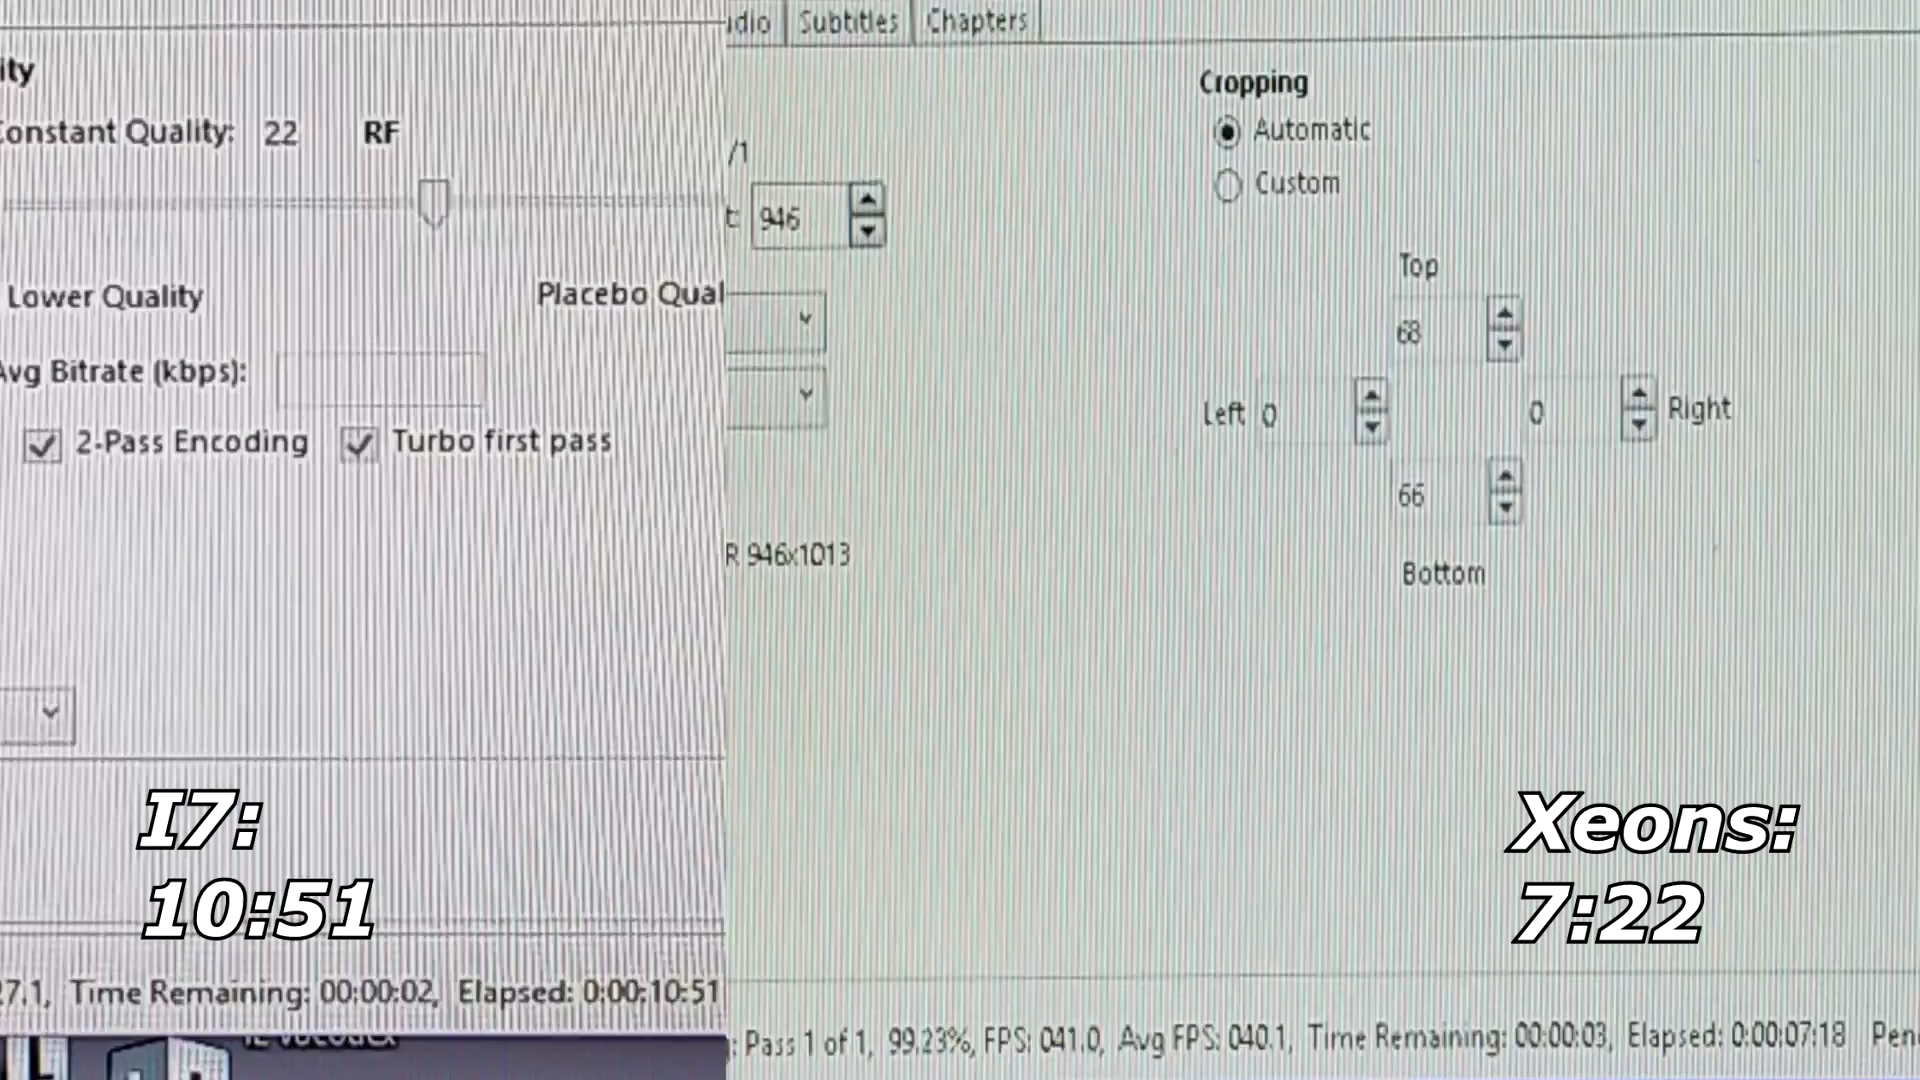 Constant Quality: 22 RF
Lower Quality
Placebo Qual
Avg Bitrate (kbps):
2-Pass Encoding
Turbo first pass
I7:
10:51
27.1, Time Remaining: 00:00:02, Elapsed: 0:00:10:51
Subtitles
Chapters
/1
t: 946
R 946x1013
Cropping
Automatic
Custom
Top
68
Left 0
0 Right
66
Bottom
Xeons:
7:22
: Pass 1 of 1, 99.23%, FPS: 041.0, Avg FPS: 040.1, Time Remaining: 00:00:03, Elapsed: 0:00:07:18 Pen